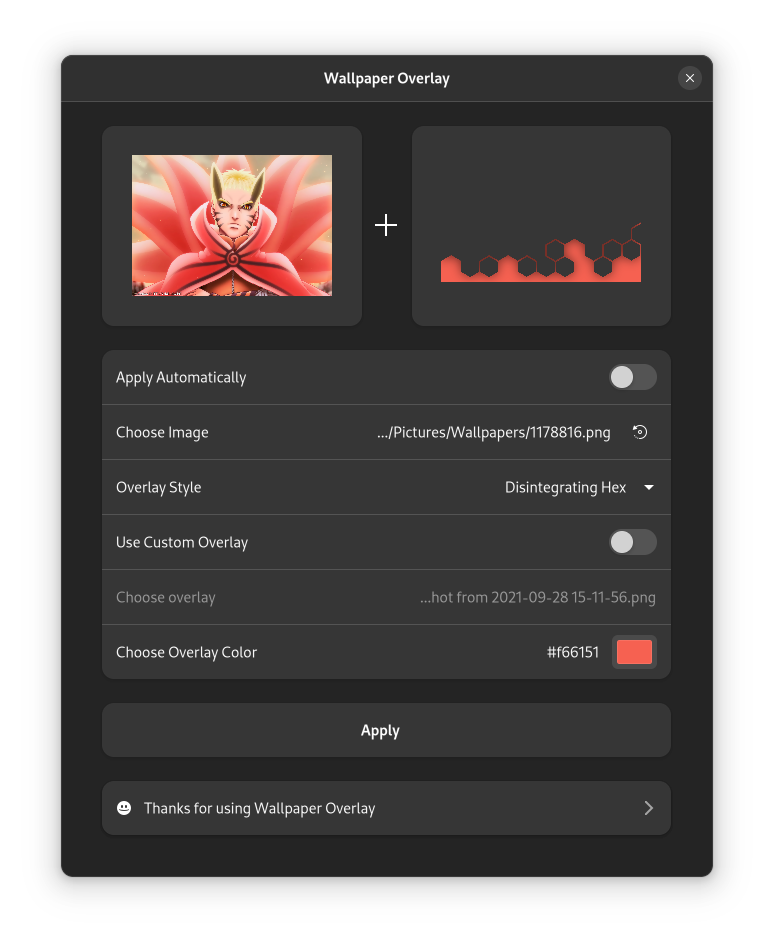 Wallpaper Overlay
Apply Automatically
Choose Image .../Pictures/Wallpapers/1178816.png
Overlay Style Disintegrating Hex
Use Custom Overlay
Choose overlay ...hot from 2021-09-28 15-11-56.png
Choose Overlay Color #f66151
Apply
Thanks for using Wallpaper Overlay